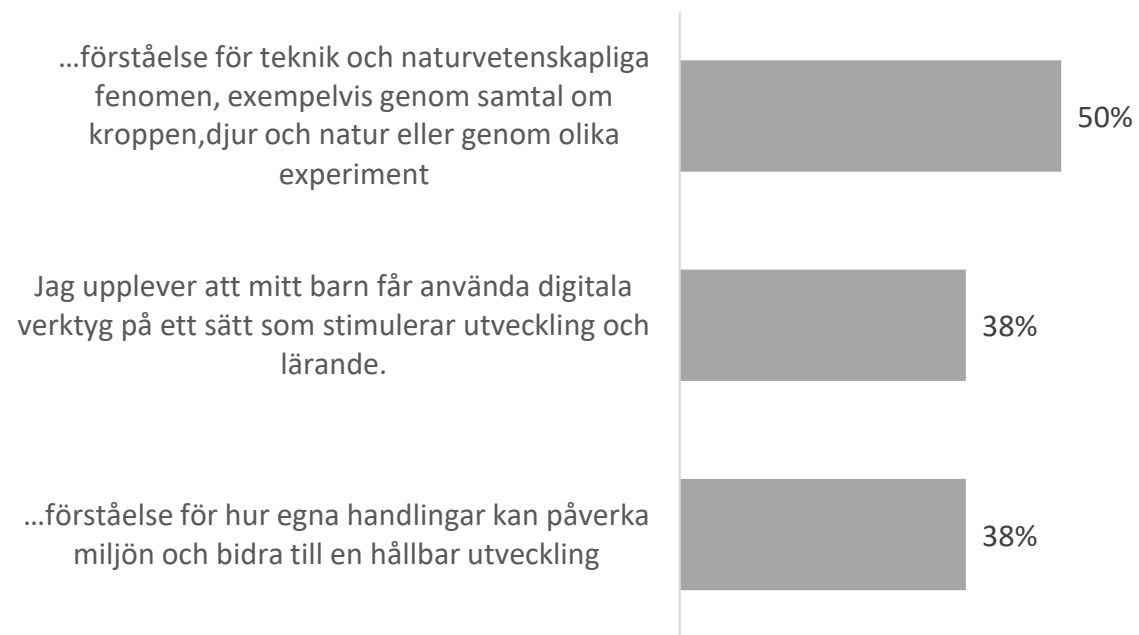 …förståelse för teknik och naturvetenskapliga
fenomen, exempelvis genom samtal om
kroppen,djur och natur eller genom olika
experiment
50%
Jag upplever att mitt barn får använda digitala
verktyg på ett sätt som stimulerar utveckling och
lärande.
38%
…förståelse för hur egna handlingar kan påverka
miljön och bidra till en hållbar utveckling
38%